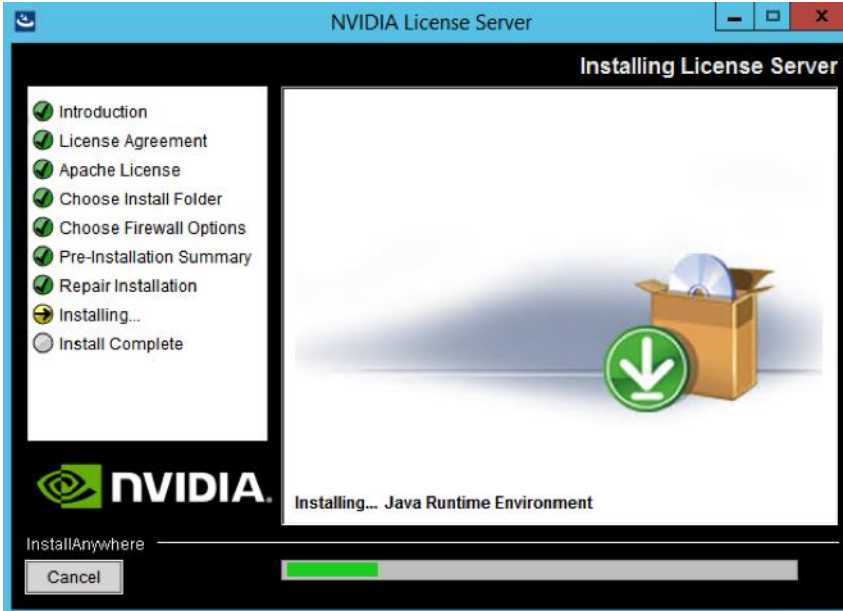 NVIDIA License Server
Installing License Server
Introduction
License Agreement
Apache License
Choose Install Folder
Choose Firewall Options
Pre-Installation Summary
Repair Installation
Installing...
Install Complete
NVIDIA.
Installing... Java Runtime Environment
InstallAnywhere
Cancel